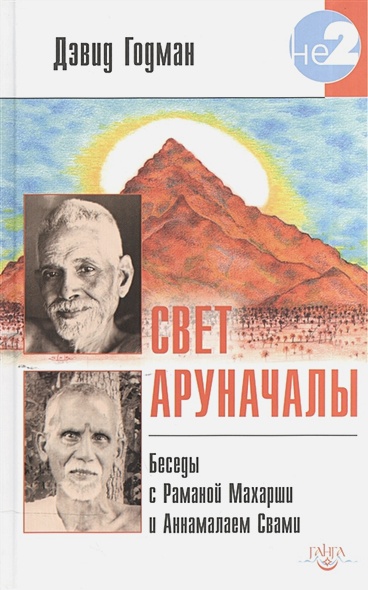 Дэвид Годман
не2
СВЕТ
АРУНАЧАЛЫ
Беседы
с Раманой Махарши
и Аннамалаем Свами
ГАНГА